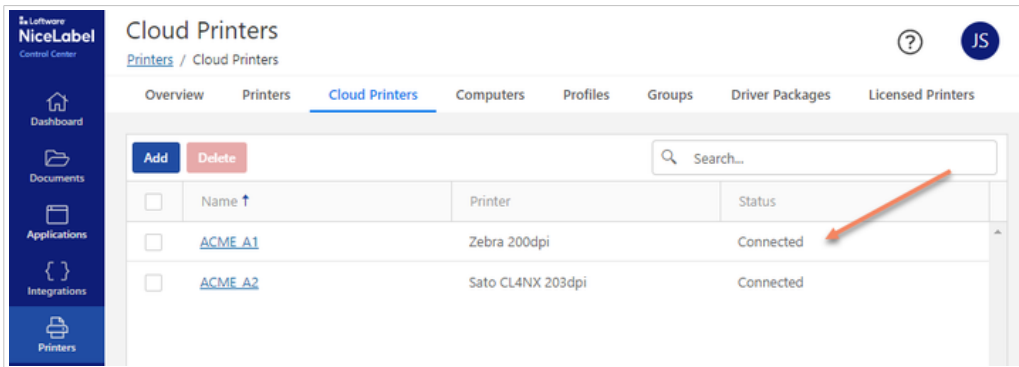 Loftware
NiceLabel
Control Center
Dashboard
Documents
Applications
{ }
Integrations
Printers
Cloud Printers
Printers / Cloud Printers
? JS
Overview Printers Cloud Printers Computers Profiles Groups Driver Packages Licensed Printers
Add Delete Search...
Name ↑ Printer Status
ACME_A1 Zebra 200dpi Connected
ACME_A2 Sato CL4NX 203dpi Connected